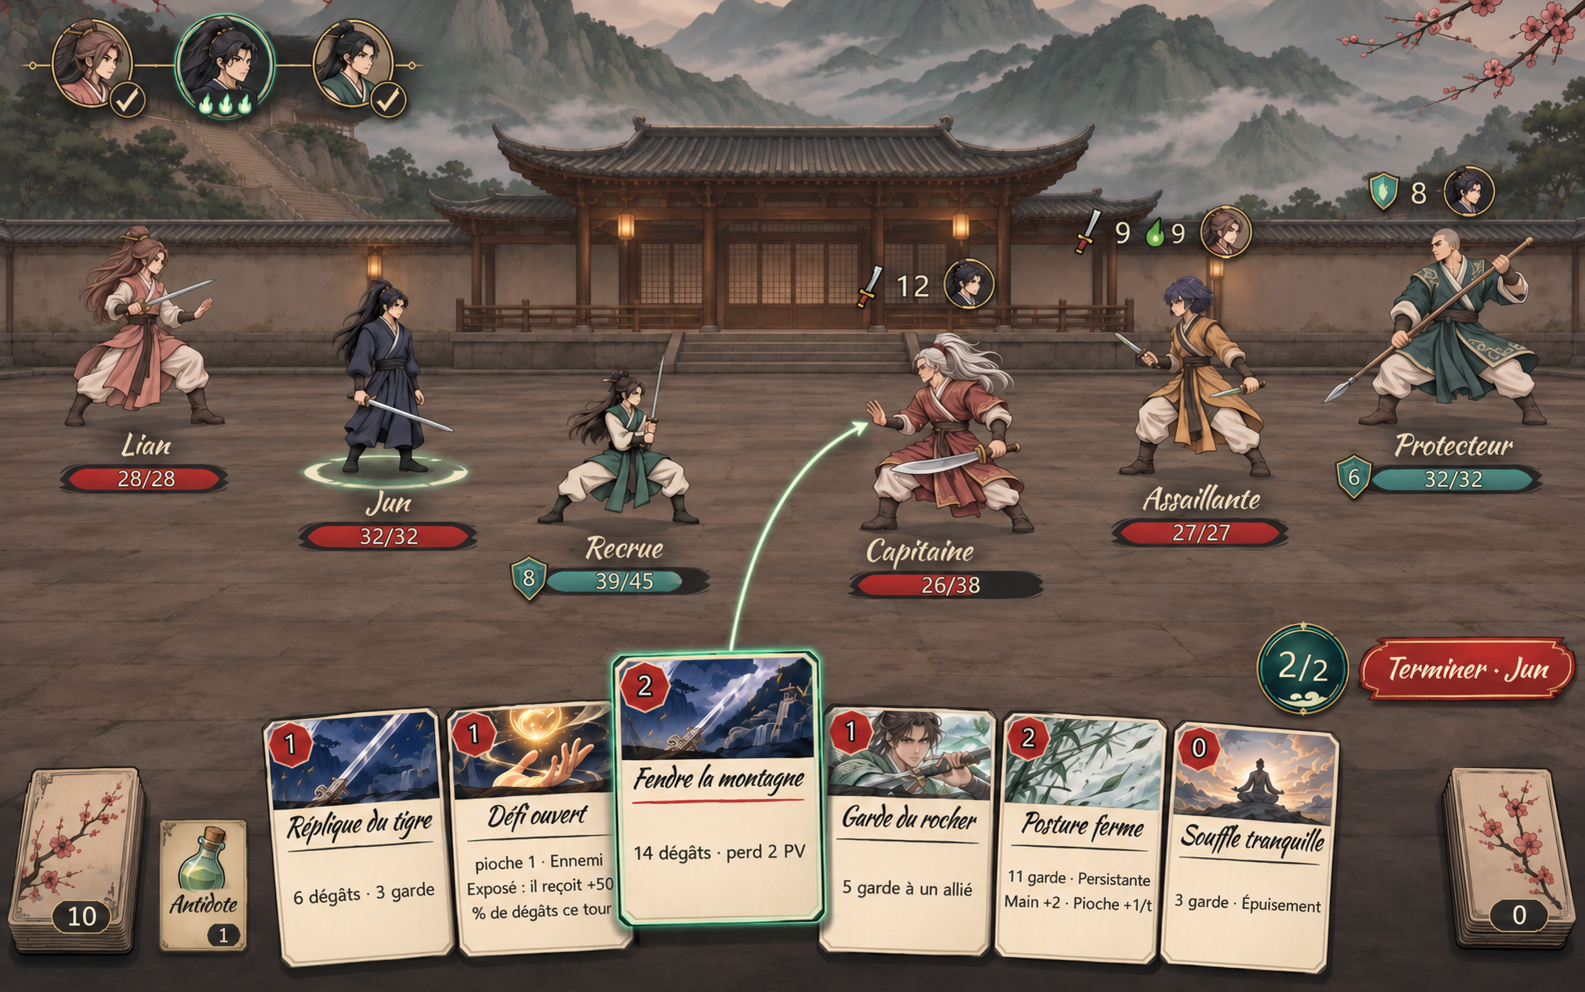 8
9 9
12
Lian
28/28
Jun
32/32
Recrue
8 39/45
Capitaine
26/38
Assaillante
27/27
Protecteur
6 32/32
2/2
Terminer · Jun
10
Antidote
1
1
Réplique du tigre
6 dégâts · 3 garde
1
Défi ouvert
pioche 1 · Ennemi
Exposé : il reçoit +50
% de dégâts ce tour
2
Fendre la montagne
14 dégâts · perd 2 PV
1
Garde du rocher
5 garde à un allié
2
Posture ferme
11 garde · Persistante
Main +2 · Pioche +1/t
0
Souffle tranquille
3 garde · Épuisement
0